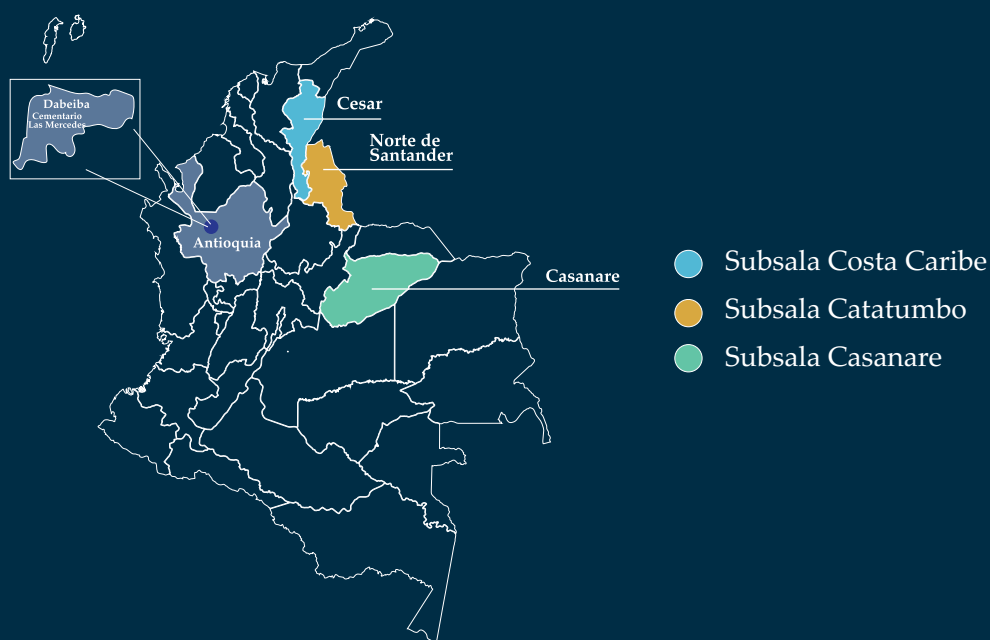 Dabeiba
Cementario
Las Mercedes
Cesar
Norte de
Santander
Antioquia
Casanare
Subsala Costa Caribe
Subsala Catatumbo
Subsala Casanare